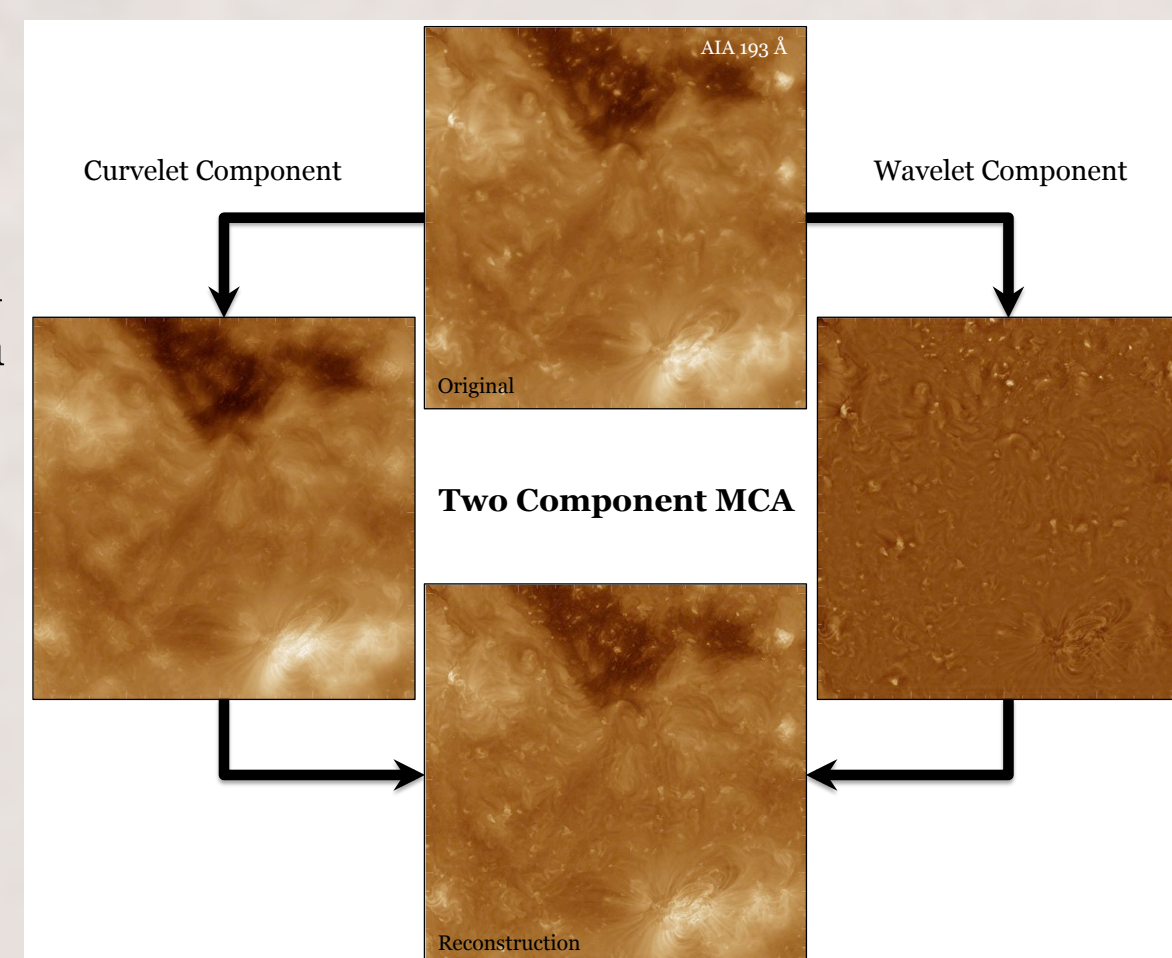 AIA 193 Å
Curvelet Component
Wavelet Component
Original
Two Component MCA
Reconstruction